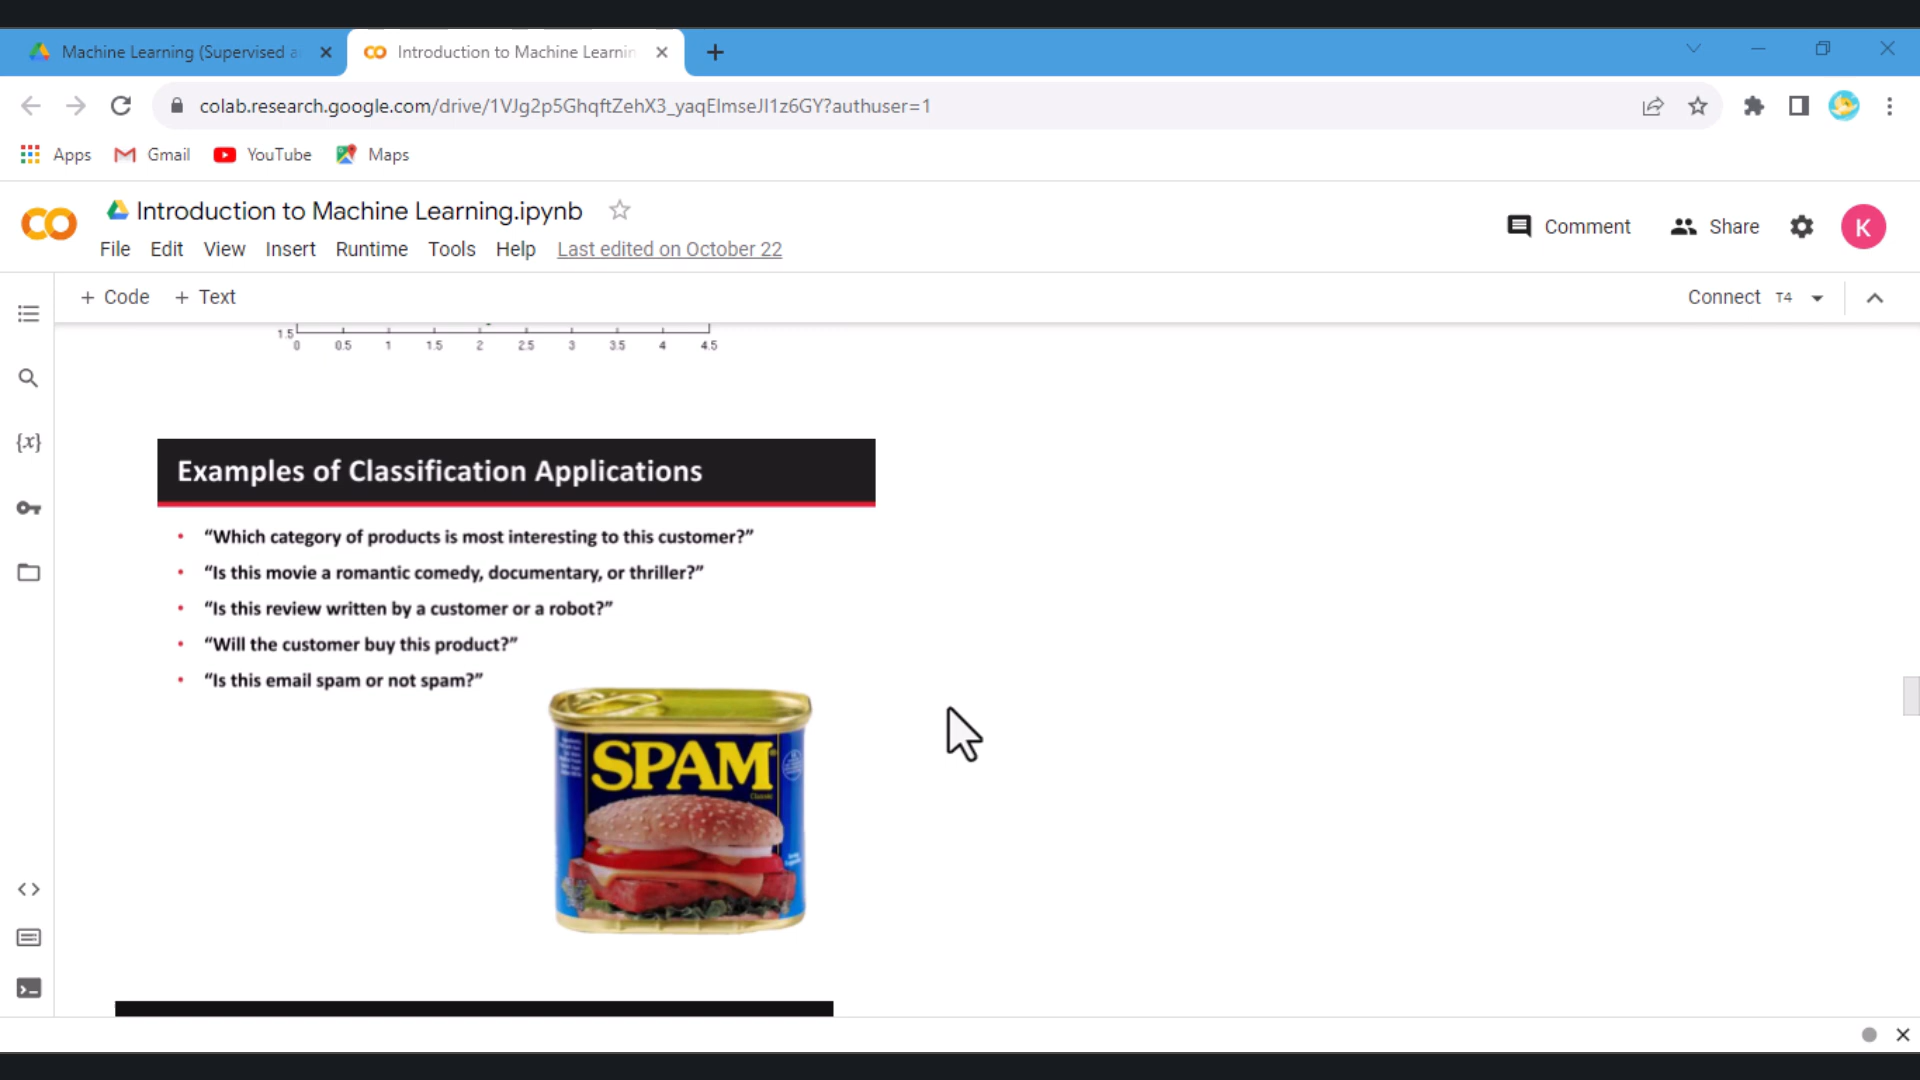 Machine Learning (Supervised a
Introduction to Machine Learnin
colab.research.google.com/drive/1VJg2p5GhqftZehX3_yaqElmseJI1z6GY?authuser=1
Apps Gmail YouTube Maps
Introduction to Machine Learning.ipynb
Comment Share K
File Edit View Insert Runtime Tools Help Last edited on October 22
+ Code + Text Connect T4
1.5
0 0.5 1 1.5 2 2.5 3 3.5 4 4.5
Examples of Classification Applications
• “Which category of products is most interesting to this customer?”
• “Is this movie a romantic comedy, documentary, or thriller?”
• “Is this review written by a customer or a robot?”
• “Will the customer buy this product?”
• “Is this email spam or not spam?”
SPAM
Classic